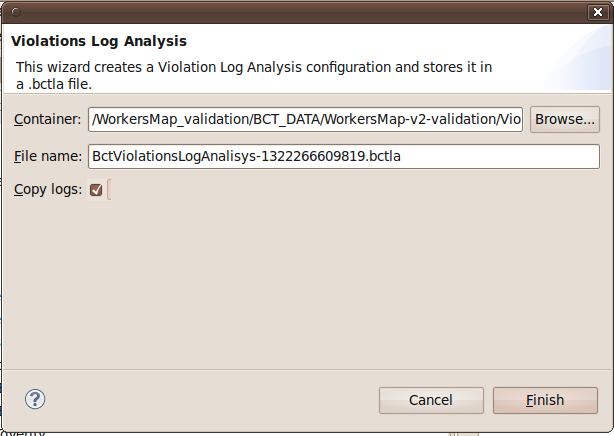 Violations Log Analysis
This wizard creates a Violation Log Analysis configuration and stores it in
a .bctla file.
Container: /WorkersMap_validation/BCT_DATA/WorkersMap-v2-validation/Vio Browse...
File name: BctViolationsLogAnalisys-1322266609819.bctla
Copy logs:
? Cancel Finish